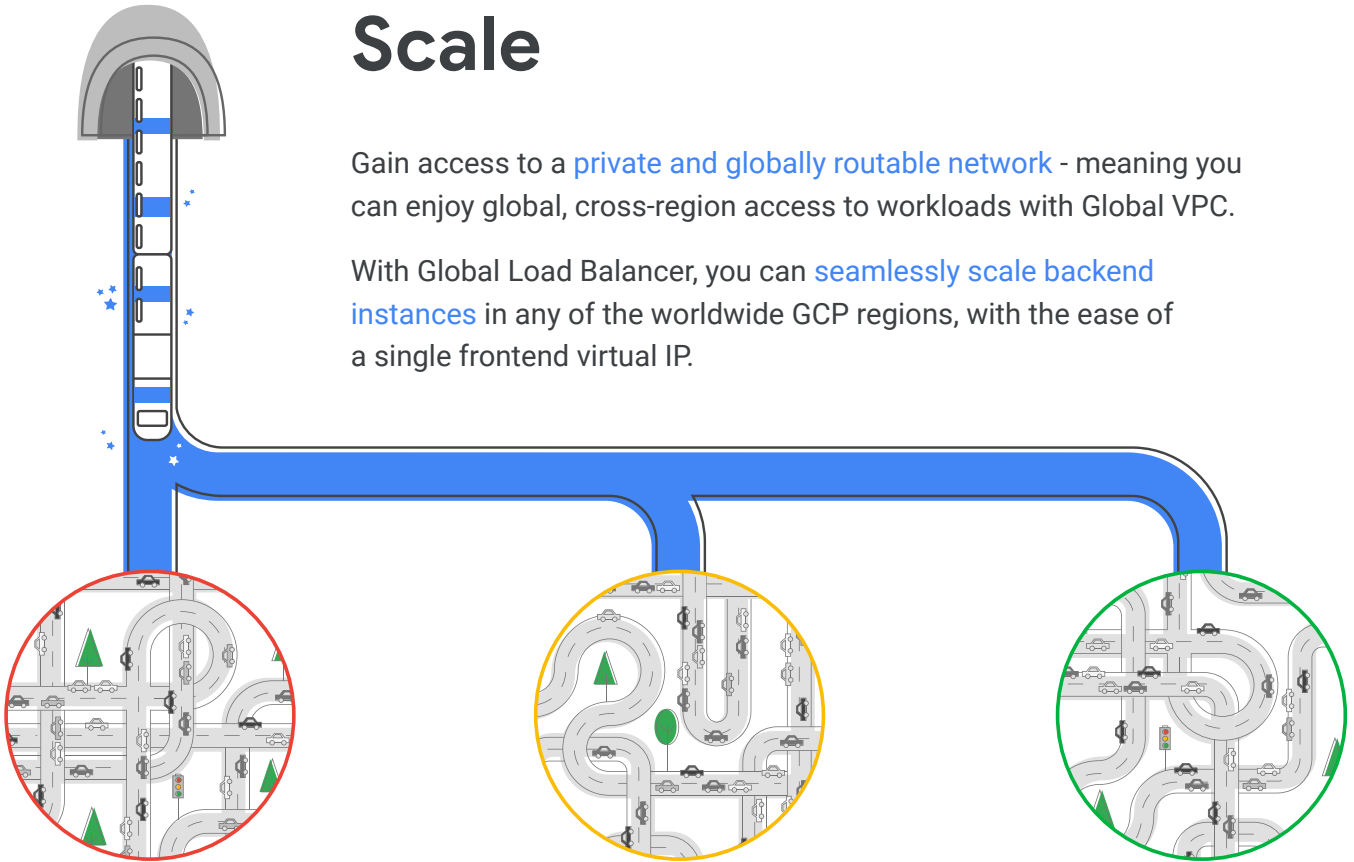 Scale
Gain access to a private and globally routable network - meaning you
can enjoy global, cross-region access to workloads with Global VPC.
With Global Load Balancer, you can seamlessly scale backend
instances in any of the worldwide GCP regions, with the ease of
a single frontend virtual IP.